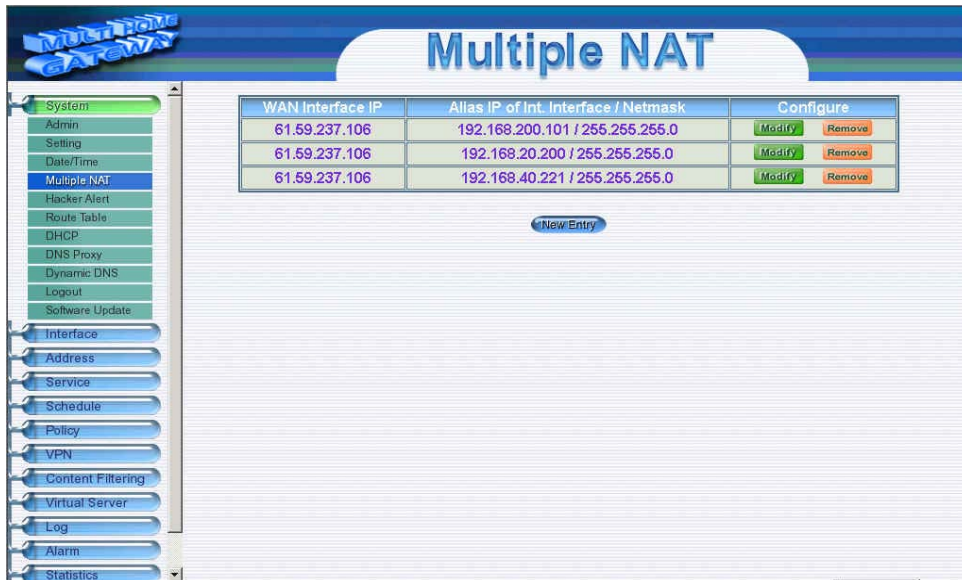 MULTI HOME
GATEWAY
Multiple NAT
System
Admin
Setting
Date/Time
Multiple NAT
Hacker Alert
Route Table
DHCP
DNS Proxy
Dynamic DNS
Logout
Software Update
Interface
Address
Service
Schedule
Policy
VPN
Content Filtering
Virtual Server
Log
Alarm
Statistics
WAN Interface IP Alias IP of Int. Interface / Netmask Configure
61.59.237.106 192.168.200.101 / 255.255.255.0 Modify Remove
61.59.237.106 192.168.20.200 / 255.255.255.0 Modify Remove
61.59.237.106 192.168.40.221 / 255.255.255.0 Modify Remove
New Entry